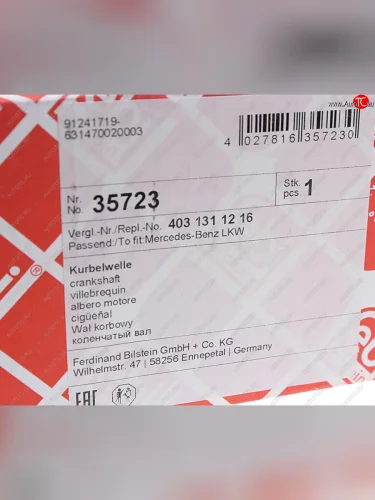 91241719-
631470020003
4 027816 357230
Nr.
No. 35723
Stk.
pcs. 1
Vergl.-Nr./Repl.-No. 403 131 12 16
Passend:/To fit:Mercedes-Benz LKW
Kurbelwelle
crankshaft
villebrequin
albero motore
cigüeñal
Wał korbowy
коленчатый вал
Ferdinand Bilstein GmbH + Co. KG
Wilhelmstr. 47 | 58256 Ennepetal | Germany
EAC